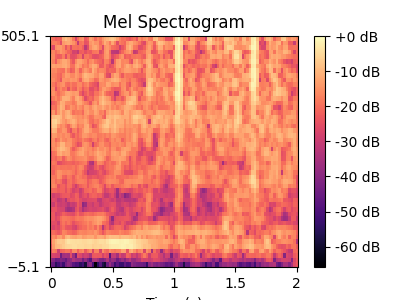 Mel Spectrogram
505.1
−5.1
0
0.5
1
1.5
2
+0 dB
-10 dB
-20 dB
-30 dB
-40 dB
-50 dB
-60 dB